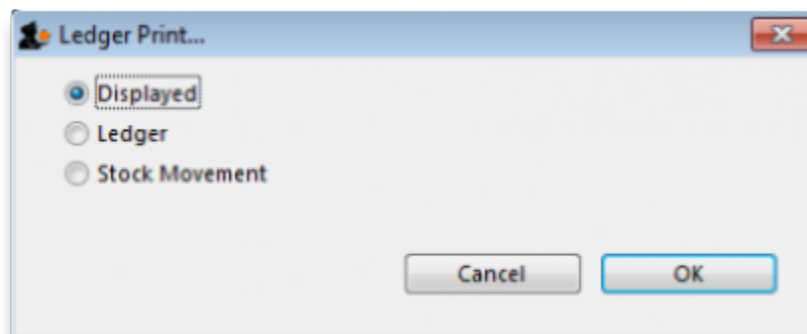 Ledger Print...
Displayed
Ledger
Stock Movement
Cancel OK